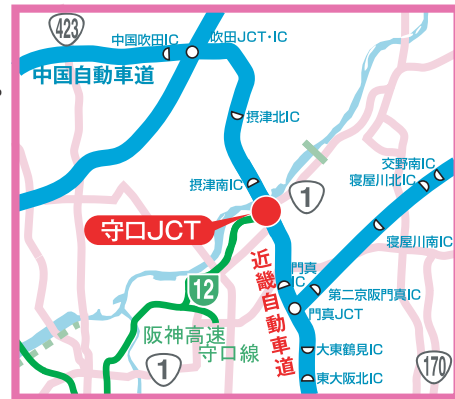 423
中国吹田IC
吹田JCT・IC
中国自動車道
摂津北IC
交野南IC
寝屋川北IC
摂津南IC
1
守口JCT
寝屋川南IC
近畿自動車道
門真
IC
12
第二京阪門真IC
門真JCT
阪神高速
守口線
1
大東鶴見IC
170
東大阪北IC